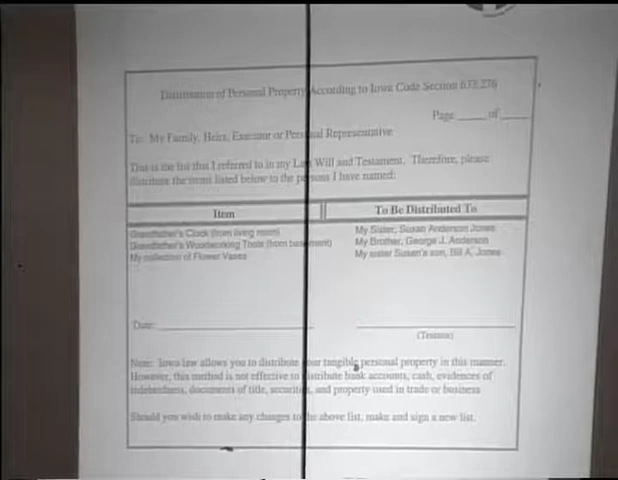 Distribution of Personal Property According to Iowa Code Section 633.276
Page ____ of ____
To: My Family, Heirs, Executor or Personal Representative
This is the list that I referred to in my Last Will and Testament. Therefore, please
distribute the items listed below to the persons I have named:
Item To Be Distributed To
Grandfather's Clock (from living room) My Sister, Susan Anderson Jones
Grandfather's Woodworking Tools (from basement) My Brother, George J. Anderson
My collection of Flower Vases My sister Susan's son, Bill A. Jones
Date:
(Testator)
Note: Iowa law allows you to distribute your tangible personal property in this manner.
However, this method is not effective to distribute bank accounts, cash, evidences of
indebtedness, documents of title, securities, and property used in trade or business
Should you wish to make any changes to the above list, make and sign a new list.